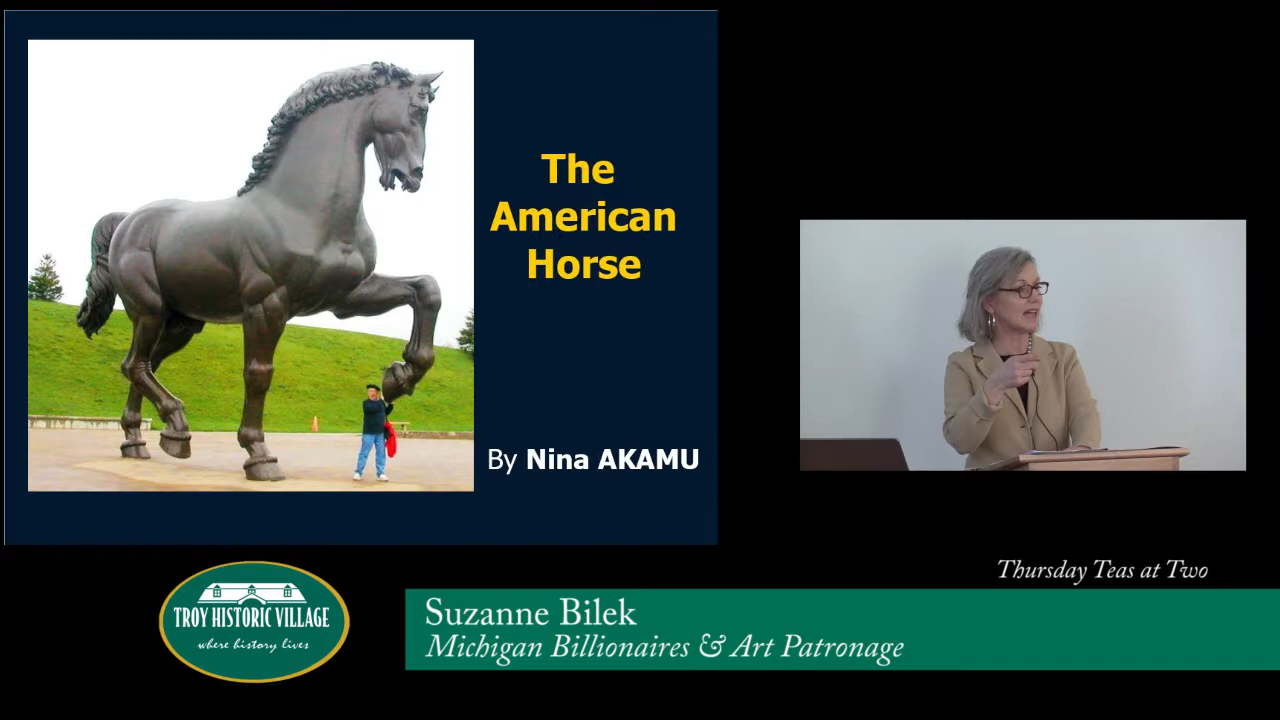 The
American
Horse
By Nina AKAMU
Thursday Teas at Two
TROY HISTORIC VILLAGE
where history lives
Suzanne Bilek
Michigan Billionaires & Art Patronage